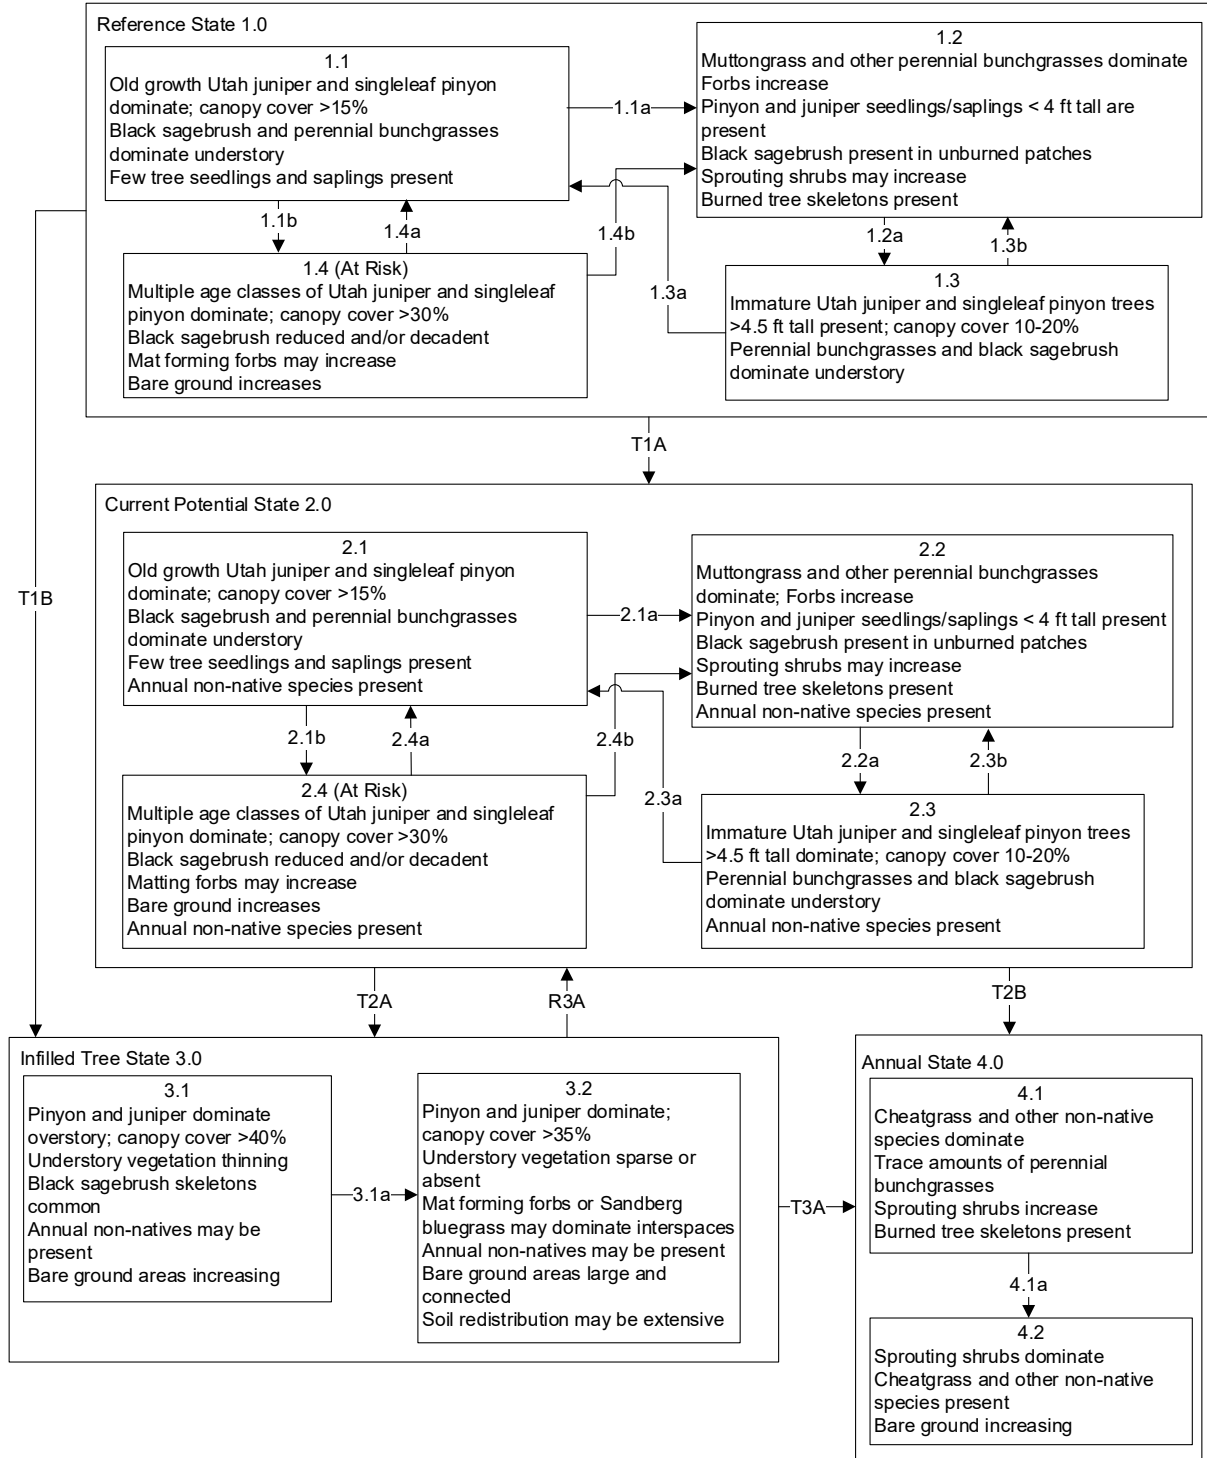 Reference State 1.0
1.1
Old growth Utah juniper and singleleaf pinyon
dominate; canopy cover >15%
Black sagebrush and perennial bunchgrasses
dominate understory
Few tree seedlings and saplings present
1.1a
1.2
Muttongrass and other perennial bunchgrasses dominate
Forbs increase
Pinyon and juniper seedlings/saplings < 4 ft tall are
present
Black sagebrush present in unburned patches
Sprouting shrubs may increase
Burned tree skeletons present
1.1b
1.4a
1.4b
1.2a
1.3b
1.4 (At Risk)
Multiple age classes of Utah juniper and singleleaf
pinyon dominate; canopy cover >30%
Black sagebrush reduced and/or decadent
Mat forming forbs may increase
Bare ground increases
1.3a
1.3
Immature Utah juniper and singleleaf pinyon trees
>4.5 ft tall present; canopy cover 10-20%
Perennial bunchgrasses and black sagebrush
dominate understory
T1A
T1B
Current Potential State 2.0
2.1
Old growth Utah juniper and singleleaf pinyon
dominate; canopy cover >15%
Black sagebrush and perennial bunchgrasses
dominate understory
Few tree seedlings and saplings present
Annual non-native species present
2.1a
2.2
Muttongrass and other perennial bunchgrasses
dominate; Forbs increase
Pinyon and juniper seedlings/saplings < 4 ft tall present
Black sagebrush present in unburned patches
Sprouting shrubs may increase
Burned tree skeletons present
Annual non-native species present
2.1b
2.4a
2.4b
2.2a
2.3b
2.4 (At Risk)
Multiple age classes of Utah juniper and singleleaf
pinyon dominate; canopy cover >30%
Black sagebrush reduced and/or decadent
Matting forbs may increase
Bare ground increases
Annual non-native species present
2.3a
2.3
Immature Utah juniper and singleleaf pinyon trees
>4.5 ft tall dominate; canopy cover 10-20%
Perennial bunchgrasses and black sagebrush
dominate understory
Annual non-native species present
T2A
R3A
T2B
Infilled Tree State 3.0
3.1
Pinyon and juniper dominate
overstory; canopy cover >40%
Understory vegetation thinning
Black sagebrush skeletons
common
Annual non-natives may be
present
Bare ground areas increasing
3.1a
3.2
Pinyon and juniper dominate;
canopy cover >35%
Understory vegetation sparse or
absent
Mat forming forbs or Sandberg
bluegrass may dominate interspaces
Annual non-natives may be present
Bare ground areas large and
connected
Soil redistribution may be extensive
T3A
Annual State 4.0
4.1
Cheatgrass and other non-native
species dominate
Trace amounts of perennial
bunchgrasses
Sprouting shrubs increase
Burned tree skeletons present
4.1a
4.2
Sprouting shrubs dominate
Cheatgrass and other non-native
species present
Bare ground increasing